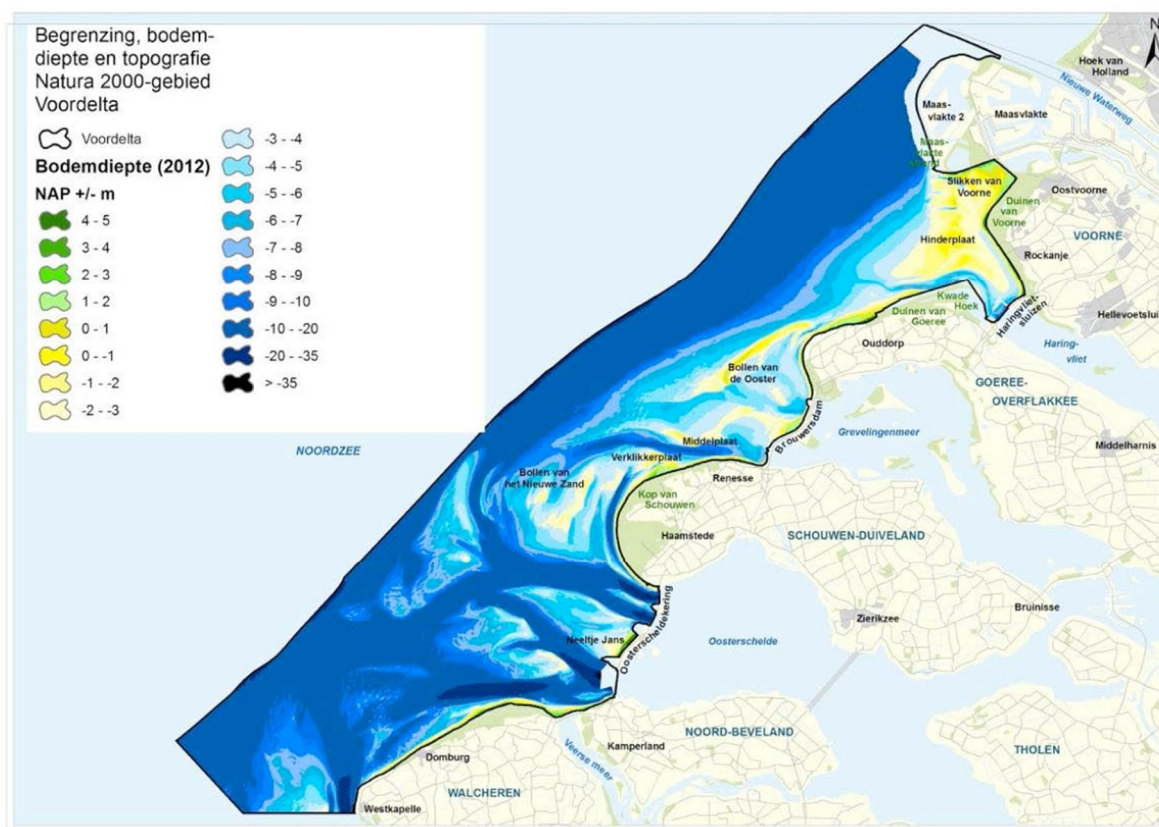 Begrenzing, bodem-
diepte en topografie
Natura 2000-gebied
Voordelta
Voordelta
Bodemdiepte (2012)
NAP +/- m
4 - 5
3 - 4
2 - 3
1 - 2
0 - 1
0 - -1
-1 - -2
-2 - -3
-3 - -4
-4 - -5
-5 - -6
-6 - -7
-7 - -8
-8 - -9
-9 - -10
-10 - -20
-20 - -35
> -35
N
Hoek van
Holland
Nieuwe Waterweg
Maas-
vlakte 2
Maasvlakte
Maas-
vlakte
Slikken van
Voorne
Oostvoorne
Duinen
van
Voorne
VOORNE
Hinderplaat
Rockanje
Kwade
Hoek
Haringvliet-
sluizen
Hellevoetslui
Duinen van
Goeree
Ouddorp
Haring-
vliet
Bollen van
de Ooster
GOEREE-
OVERFLAKKEE
Brouwersdam
Grevelingenmeer
Middelharnis
Middelplaat
NOORDZEE
Verklikkerplaat
Bollen van
het Nieuwe Zand
Renesse
Kop van
Schouwen
Haamstede
SCHOUWEN-DUIVELAND
Bruinisse
Zierikzee
Oosterscheldekering
Neeltje Jans
Oosterschelde
NOORD-BEVELAND
Kamperland
THOLEN
Domburg
Veerse meer
WALCHEREN
Westkapelle